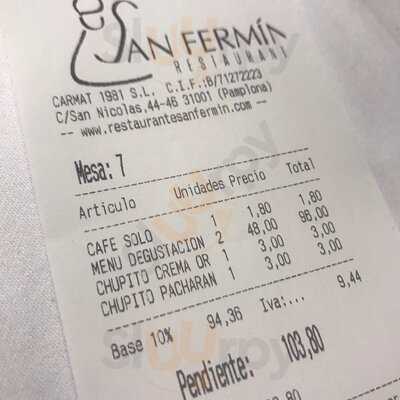 SAN FERMÍN
RESTAURANTE
CARMAT 1981 S.L. C.I.F.:B/71272223
C/San Nicolas,44-46 31001 (Pamplona)
-- www.restaurantesanfermin.com --
Mesa: 7
Articulo Unidades Precio Total
CAFE SOLO 1 1,80 1,80
MENU DEGUSTACION 2 48,00 96,00
CHUPITO CREMA OR 1 3,00 3,00
CHUPITO PACHARAN 1 3,00 3,00
Base 10% 94,36 Iva:... 9,44
Pendiente: 103,80